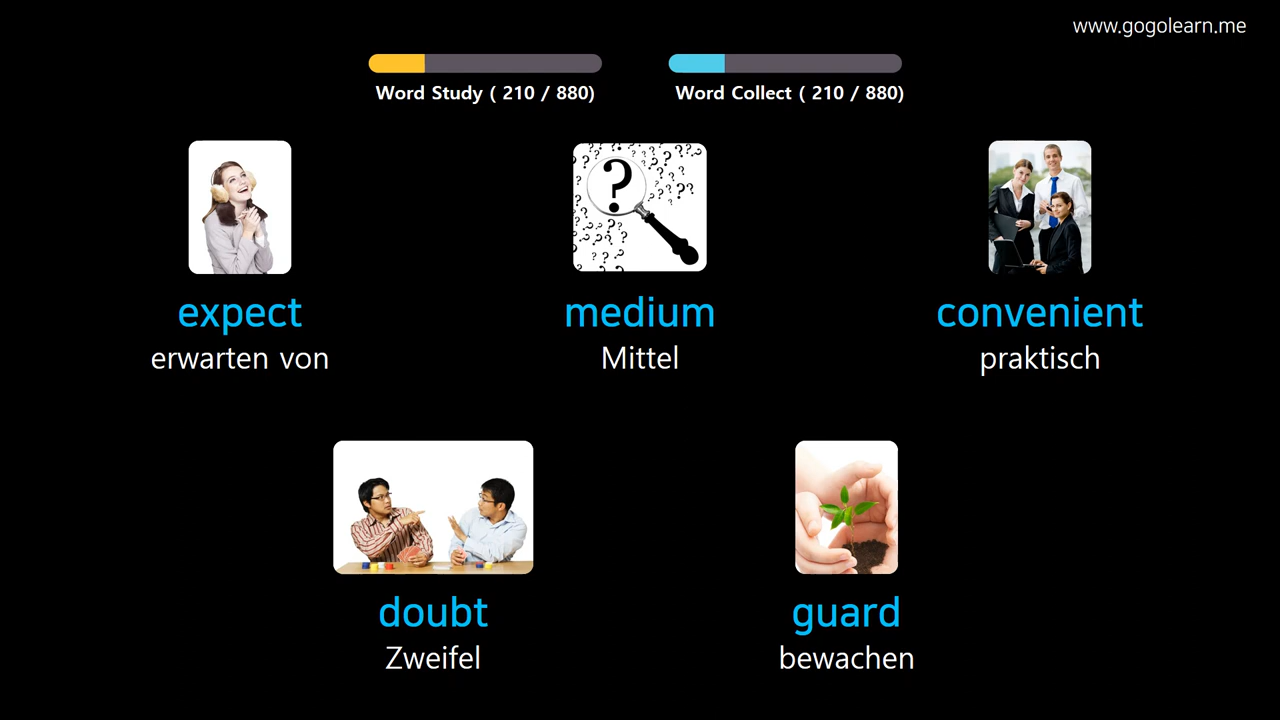 www.gogolearn.me
Word Study ( 210 / 880)
Word Collect ( 210 / 880)
expect
erwarten von
medium
Mittel
convenient
praktisch
doubt
Zweifel
guard
bewachen